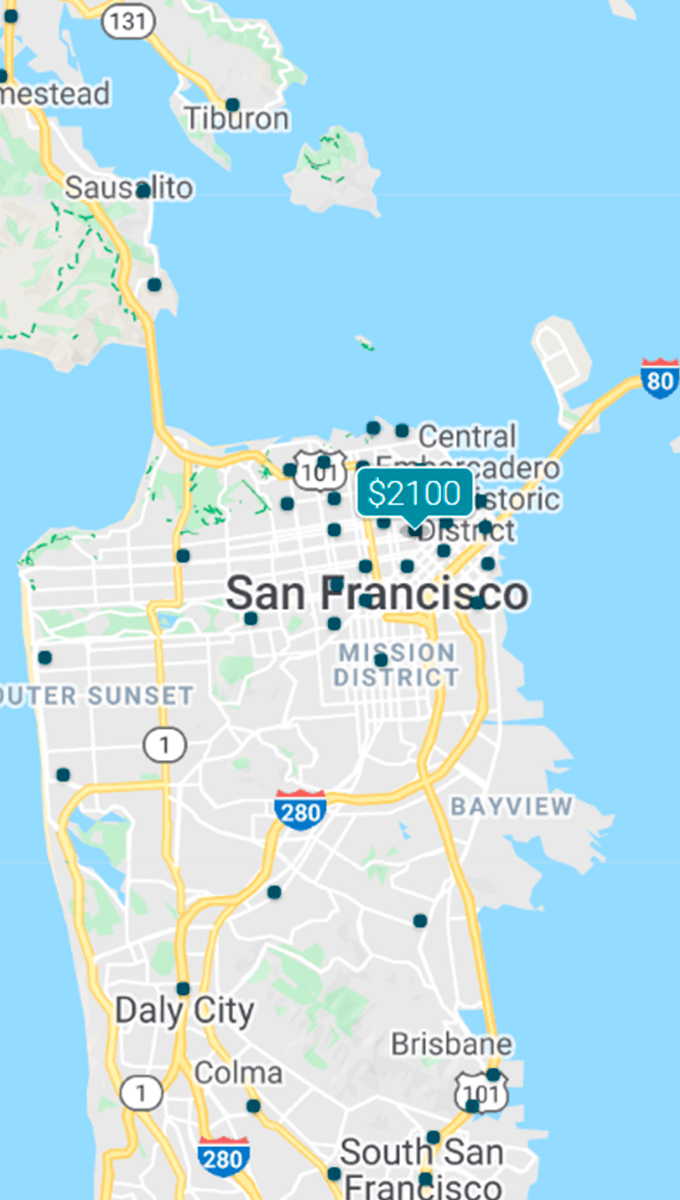 131
mestead
Tiburon
Sausalito
80
Central
Embarcadero
Historic
District
101
$2100
San Francisco
MISSION
DISTRICT
OUTER SUNSET
1
280
BAYVIEW
Daly City
Brisbane
Colma
1
101
280
South San
Francisco